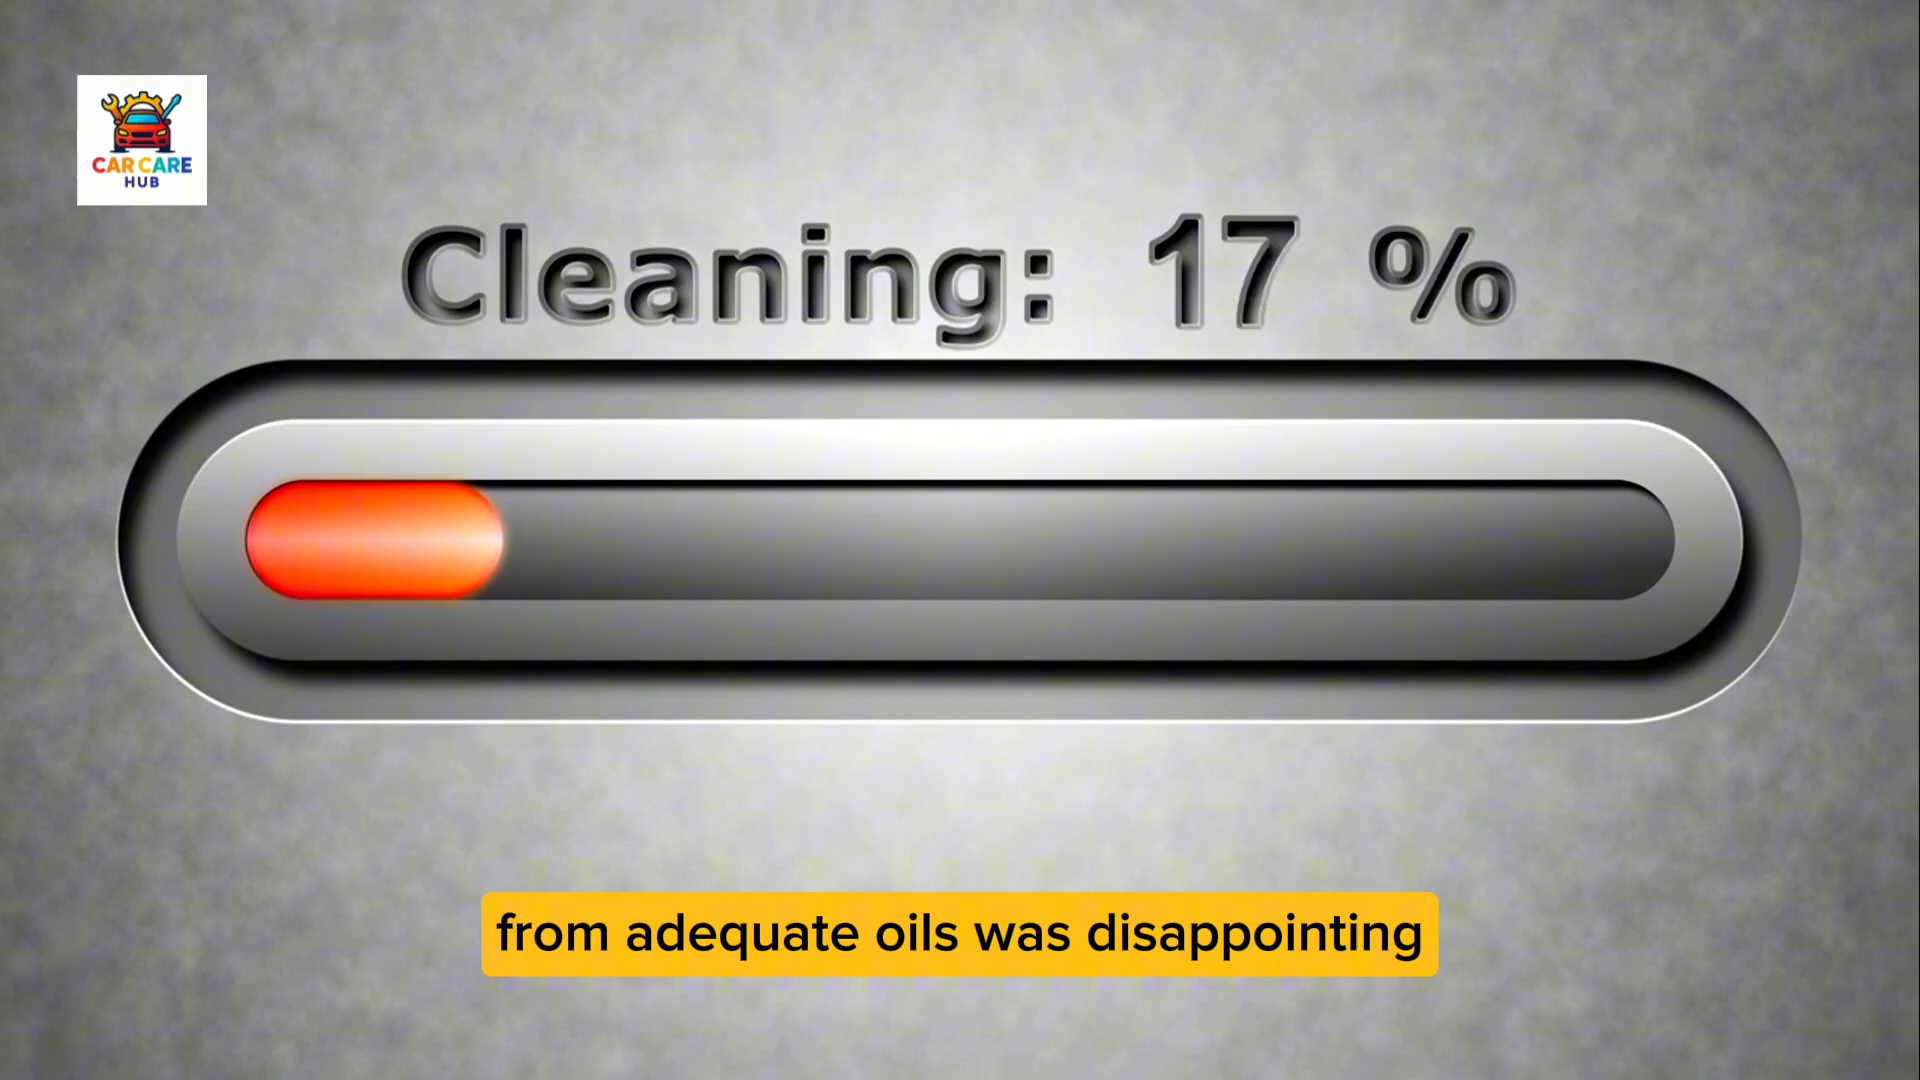 CAR CARE
HUB
Cleaning: 17 %
from adequate oils was disappointing